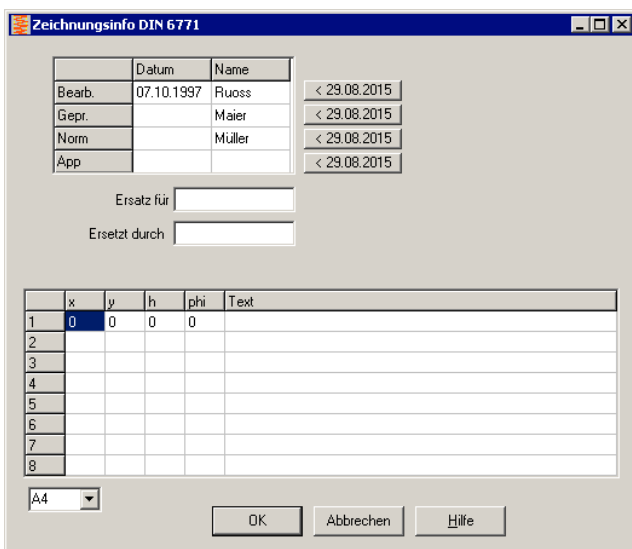 Zeichnungsinfo DIN 6771
Datum Name
Bearb. 07.10.1997 Ruoss < 29.08.2015
Gepr. Maier < 29.08.2015
Norm Müller < 29.08.2015
App < 29.08.2015
Ersatz für
Ersetzt durch
x y h phi Text
1 0 0 0 0
2
3
4
5
6
7
8
A4
OK Abbrechen Hilfe